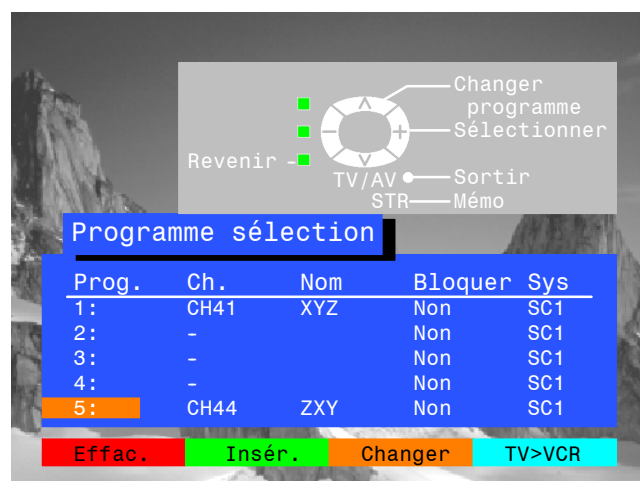 Changer
programme
Sélectionner
Revenir
TV/AV Sortir
STR Mémo
Programme sélection
Prog. Ch. Nom Bloquer Sys
1: CH41 XYZ Non SC1
2: - Non SC1
3: - Non SC1
4: - Non SC1
5: CH44 ZXY Non SC1
Effac. Insér. Changer TV>VCR